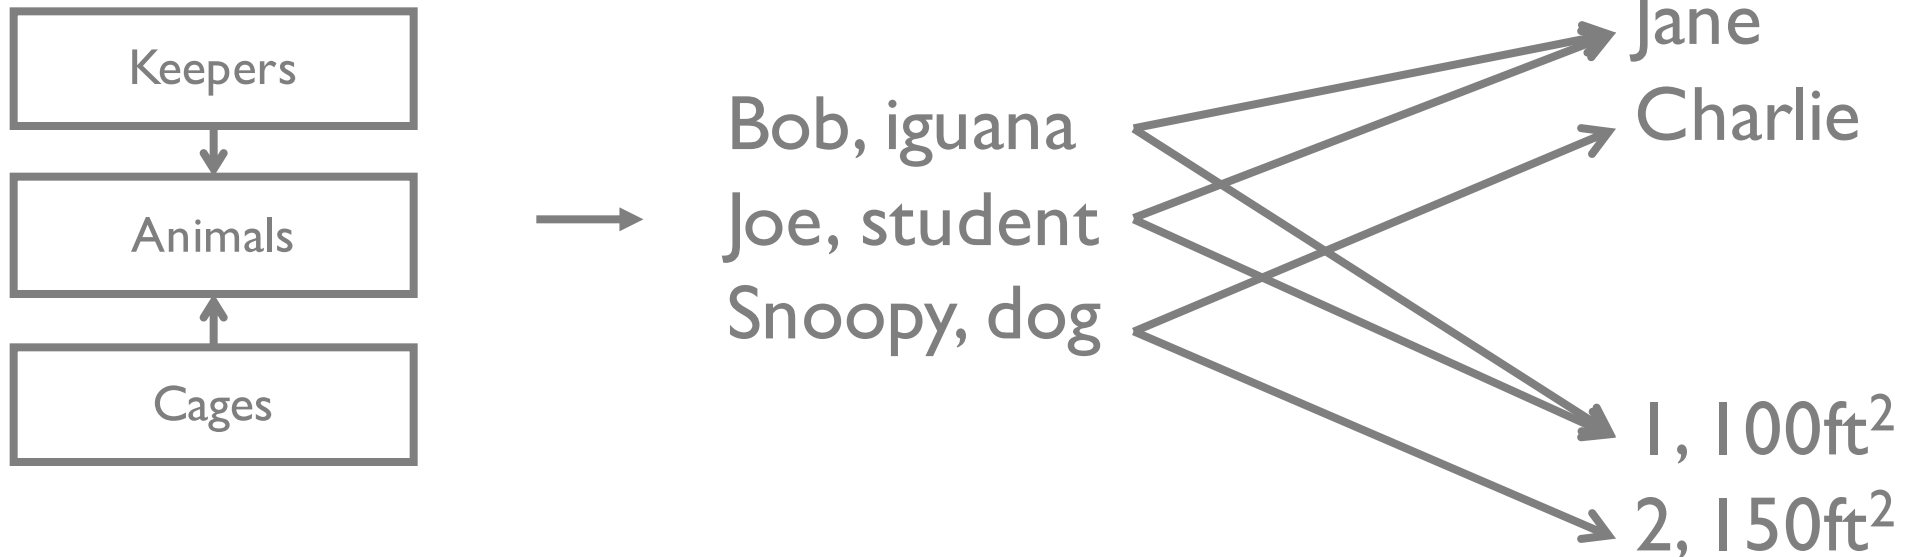 Keepers
Animals
Cages
Bob, iguana
Joe, student
Snoopy, dog
Jane
Charlie
1, 100ft²
2, 150ft²